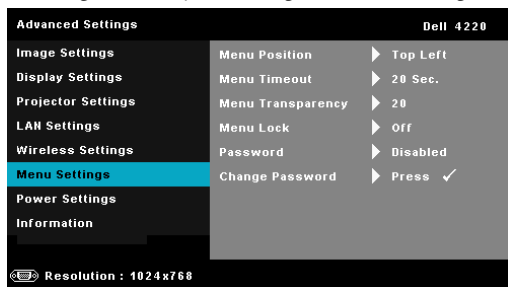 Advanced Settings Dell 4220
Image Settings
Display Settings
Projector Settings
LAN Settings
Wireless Settings
Menu Settings
Power Settings
Information
Menu Position Top Left
Menu Timeout 20 Sec.
Menu Transparency 20
Menu Lock Off
Password Disabled
Change Password Press ✓
Resolution : 1024x768